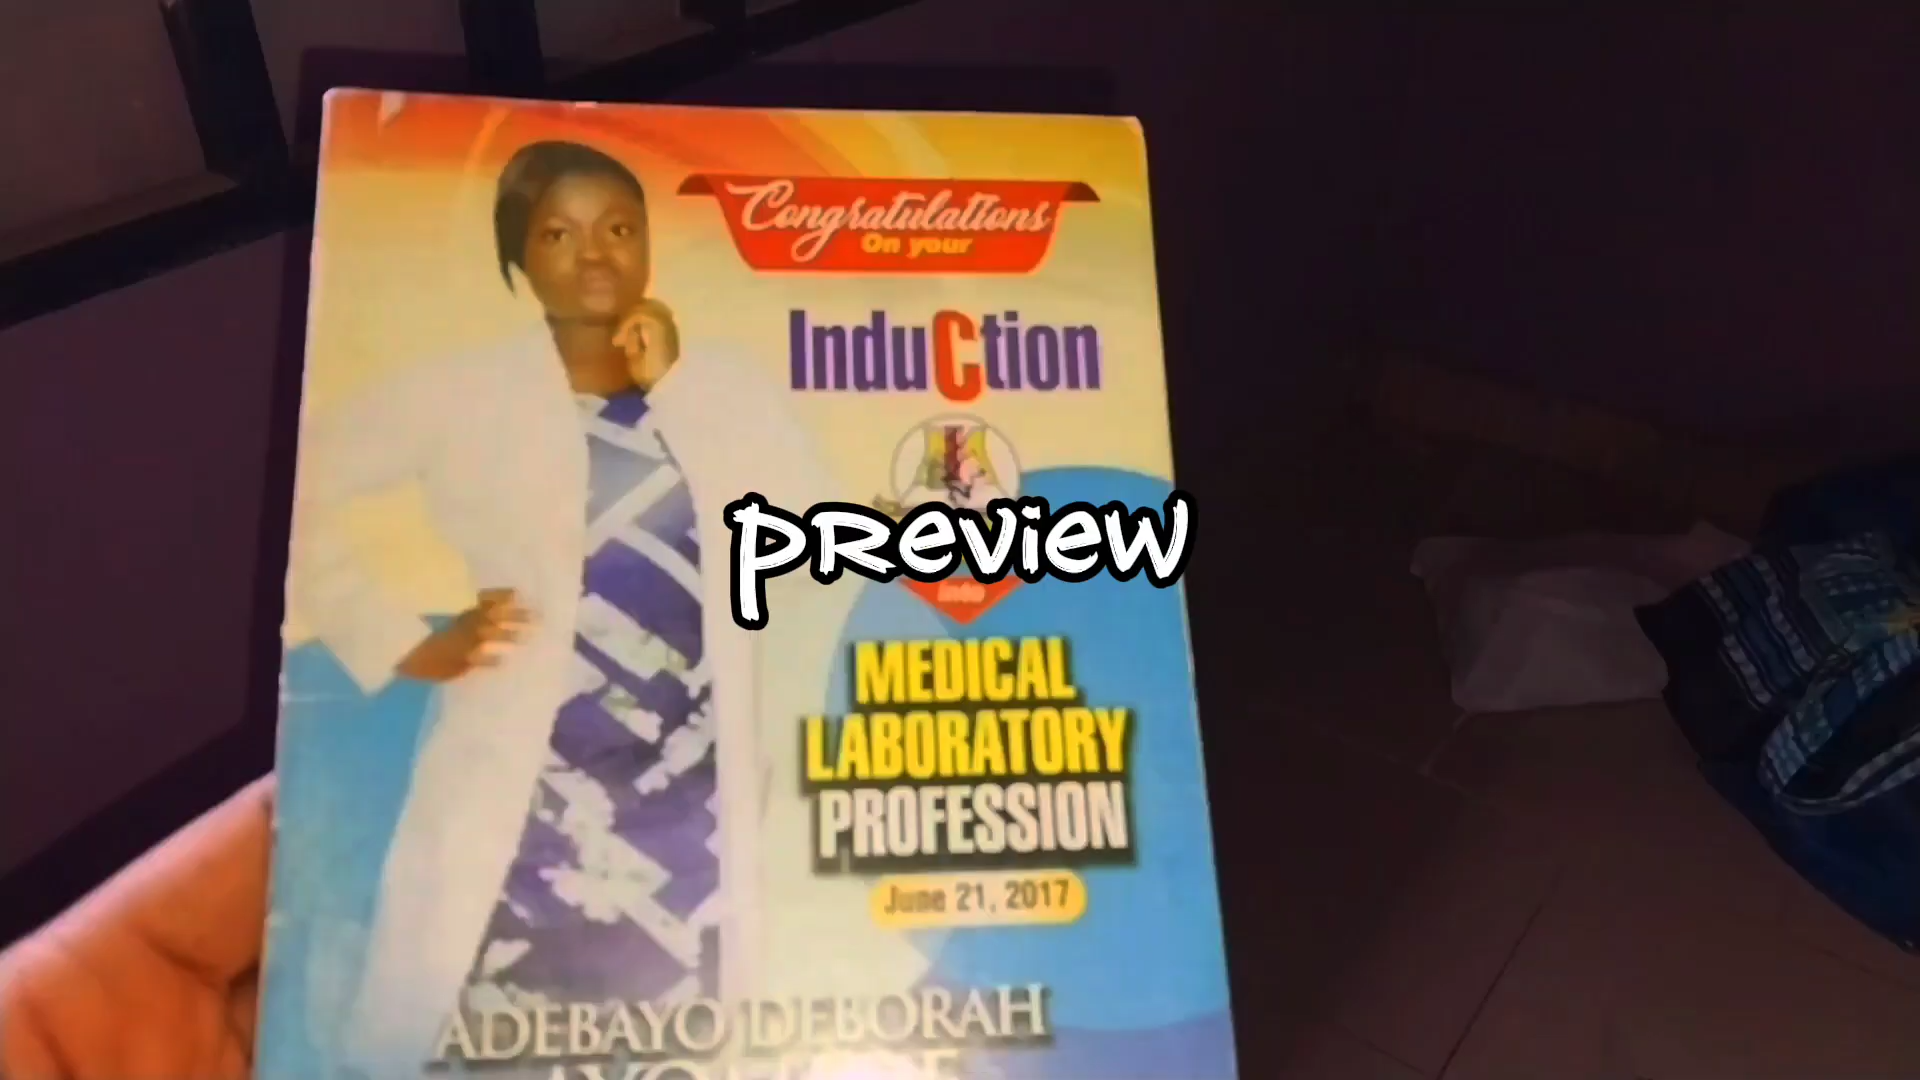 Congratulations
On your
InduCtion
preview
into
MEDICAL
LABORATORY
PROFESSION
June 21, 2017
ADEBAYO DEBORAH